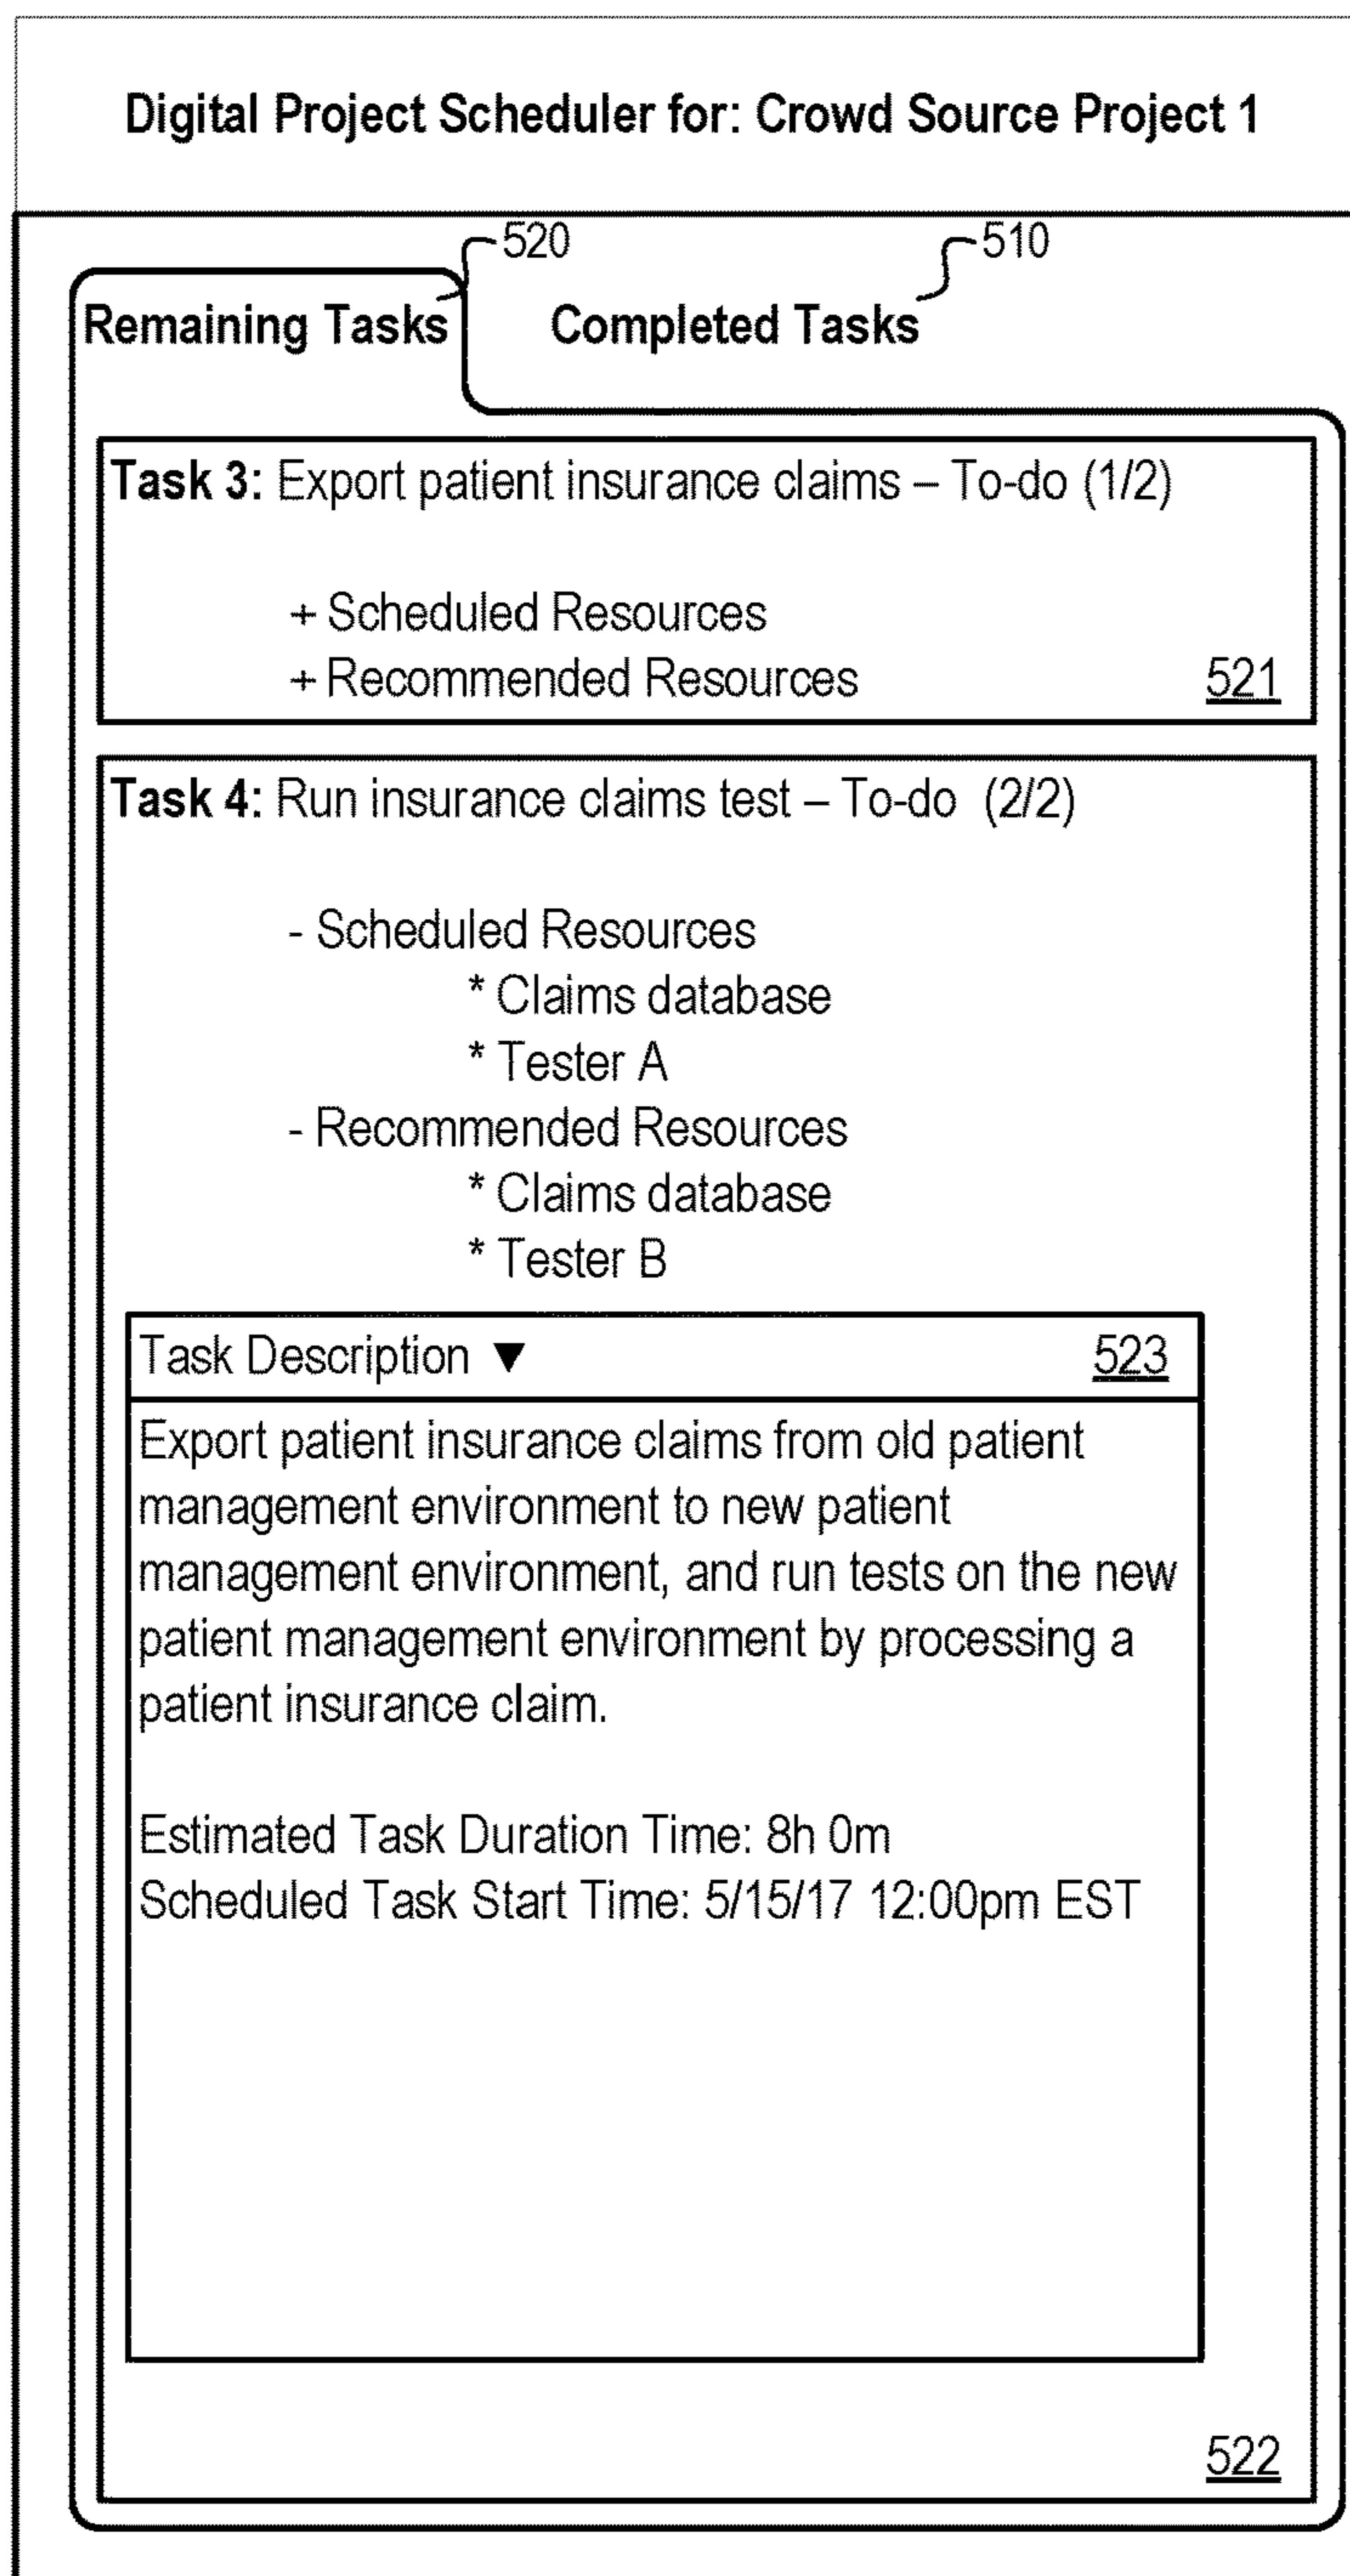 Digital Project Scheduler for: Crowd Source Project 1
520
510
Remaining Tasks
Completed Tasks
Task 3: Export patient insurance claims – To-do (1/2)
+ Scheduled Resources
+ Recommended Resources
521
Task 4: Run insurance claims test – To-do (2/2)
- Scheduled Resources
* Claims database
* Tester A
- Recommended Resources
* Claims database
* Tester B
Task Description ▼
523
Export patient insurance claims from old patient
management environment to new patient
management environment, and run tests on the new
patient management environment by processing a
patient insurance claim.
Estimated Task Duration Time: 8h 0m
Scheduled Task Start Time: 5/15/17 12:00pm EST
522